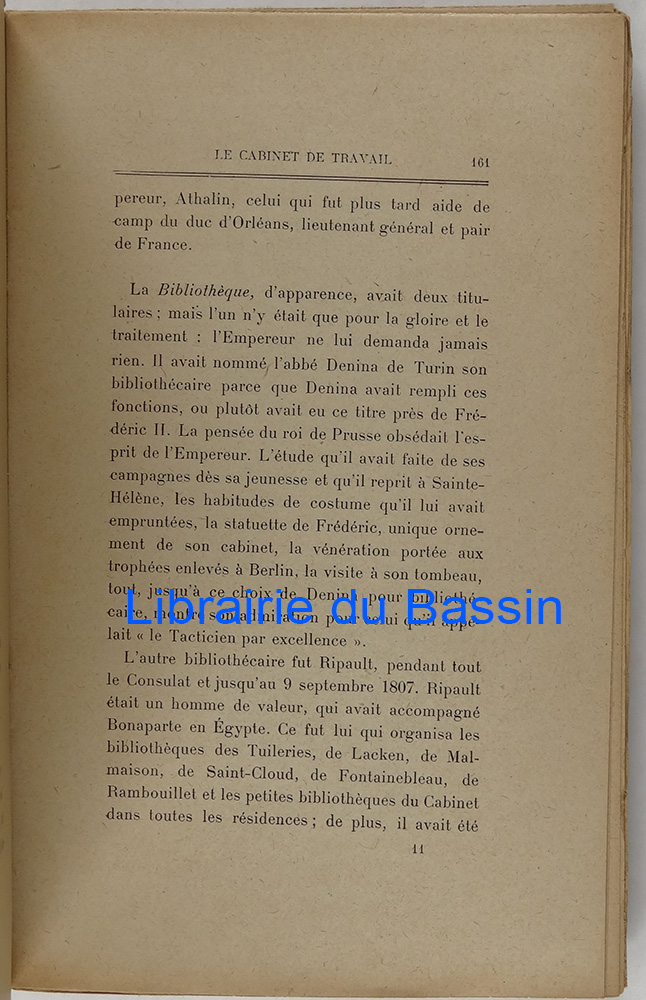 LE CABINET DE TRAVAIL 161
pereur, Athalin, celui qui fut plus tard aide de
camp du duc d'Orléans, lieutenant général et pair
de France.
La Bibliothèque, d'apparence, avait deux titu-
laires ; mais l'un n'y était que pour la gloire et le
traitement : l'Empereur ne lui demanda jamais
rien. Il avait nommé l'abbé Denina de Turin son
bibliothécaire parce que Denina avait rempli ces
fonctions, ou plutôt avait eu ce titre près de Fré-
déric II. La pensée du roi de Prusse obsédait l'es-
prit de l'Empereur. L'étude qu'il avait faite de ses
campagnes dès sa jeunesse et qu'il reprit à Sainte-
Hélène, les habitudes de costume qu'il lui avait
empruntées, la statuette de Frédéric, unique orne-
ment de son cabinet, la vénération portée aux
trophées enlevés à Berlin, la visite à son tombeau,
tout, jusqu'à ce choix de Denina pour bibliothé-
caire, montre son admiration pour celui qu'il appe-
Librairie du Bassin
lait « le Tacticien par excellence ».
L'autre bibliothécaire fut Ripault, pendant tout
le Consulat et jusqu'au 9 septembre 1807. Ripault
était un homme de valeur, qui avait accompagné
Bonaparte en Égypte. Ce fut lui qui organisa les
bibliothèques des Tuileries, de Lacken, de Mal-
maison, de Saint-Cloud, de Fontainebleau, de
Rambouillet et les petites bibliothèques du Cabinet
dans toutes les résidences ; de plus, il avait été
11